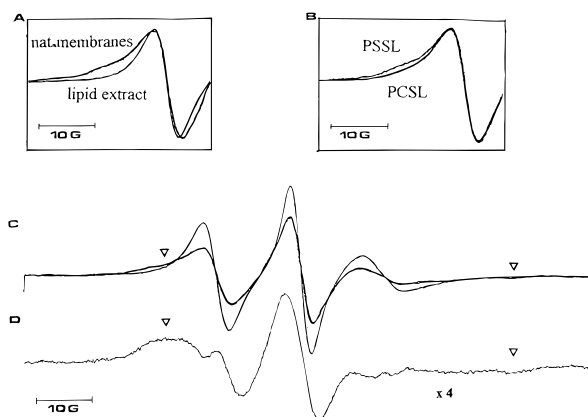 A
nat.membranes
lipid extract
10 G
B
PSSL
PCSL
10 G
C
D
10 G
x 4